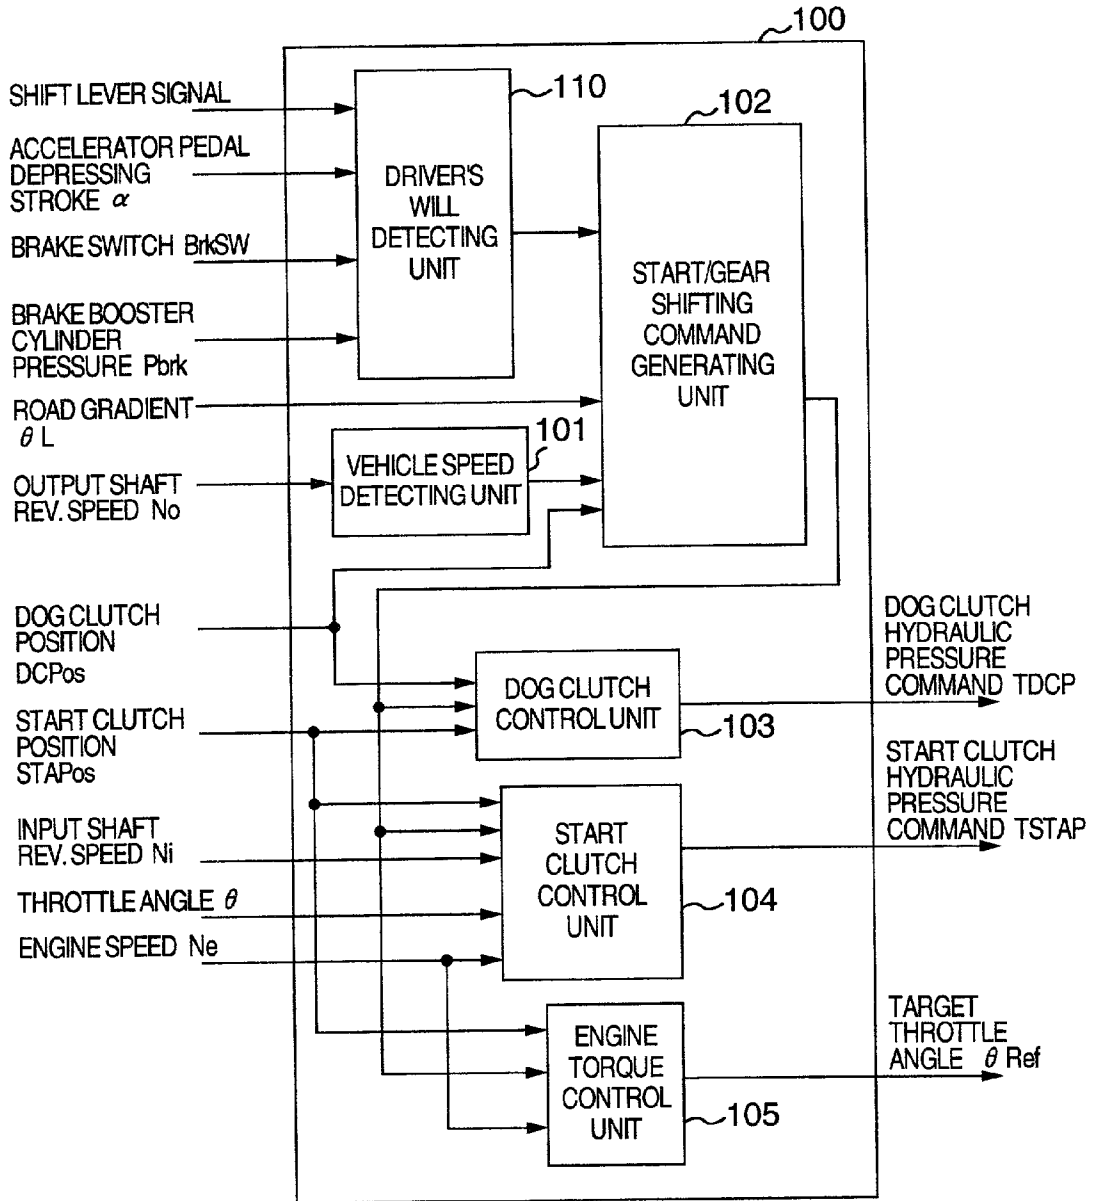 100
SHIFT LEVER SIGNAL
110
102
ACCELERATOR PEDAL
DEPRESSING
STROKE α
DRIVER'S
WILL
DETECTING
UNIT
BRAKE SWITCH BrkSW
START/GEAR
SHIFTING
COMMAND
GENERATING
UNIT
BRAKE BOOSTER
CYLINDER
PRESSURE Pbrk
ROAD GRADIENT
θ L
101
VEHICLE SPEED
DETECTING UNIT
OUTPUT SHAFT
REV. SPEED No
DOG CLUTCH
POSITION
DCPos
DOG CLUTCH
HYDRAULIC
PRESSURE
COMMAND TDCP
DOG CLUTCH
CONTROL UNIT
103
START CLUTCH
POSITION
STAPos
START CLUTCH
HYDRAULIC
PRESSURE
COMMAND TSTAP
INPUT SHAFT
REV. SPEED Ni
START
CLUTCH
CONTROL
UNIT
104
THROTTLE ANGLE θ
ENGINE SPEED Ne
TARGET
THROTTLE
ANGLE θ Ref
ENGINE
TORQUE
CONTROL
UNIT
105